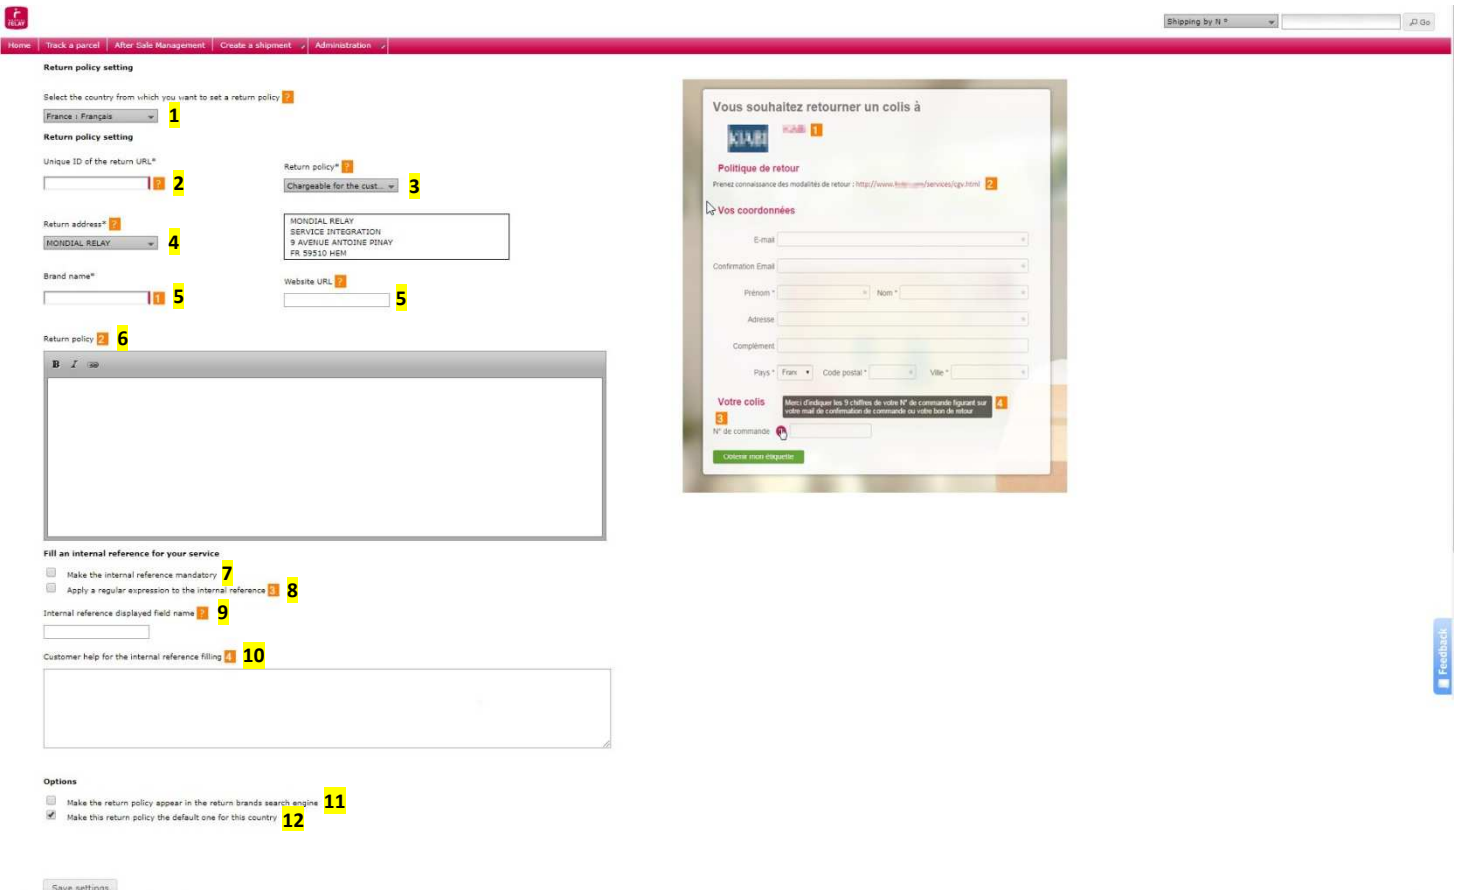 RELAY
Shipping by N °
Go
Home Track a parcel After Sale Management Create a shipment Administration
Return policy setting
Select the country from which you want to set a return policy ?
France : Français 1
Return policy setting
Unique ID of the return URL*
? 2
Return policy* ?
Chargeable for the cust... 3
Return address* ?
MONDIAL RELAY 4
MONDIAL RELAY
SERVICE INTEGRATION
9 AVENUE ANTOINE PINAY
FR 59510 HEM
Brand name*
1 5
Website URL ?
5
Return policy 2 6
B I
Fill an internal reference for your service
Make the internal reference mandatory 7
Apply a regular expression to the internal reference 3 8
Internal reference displayed field name ? 9
Customer help for the internal reference filling 4 10
Options
Make the return policy appear in the return brands search engine 11
Make this return policy the default one for this country 12
Save settings
Vous souhaitez retourner un colis à
KIABI 1
Politique de retour
Prenez connaissance des modalités de retour : http://www. /services/cgv.html 2
Vos coordonnées
E-mail *
Confirmation Email *
Prénom * * Nom * *
Adresse *
Complément
Pays * Fran Code postal * * Ville * *
Votre colis
Merci d'indiquer les 9 chiffres de votre N° de commande figurant sur
votre mail de confirmation de commande ou votre bon de retour
4
3
N° de commande
Obtenir mon étiquette
Feedback